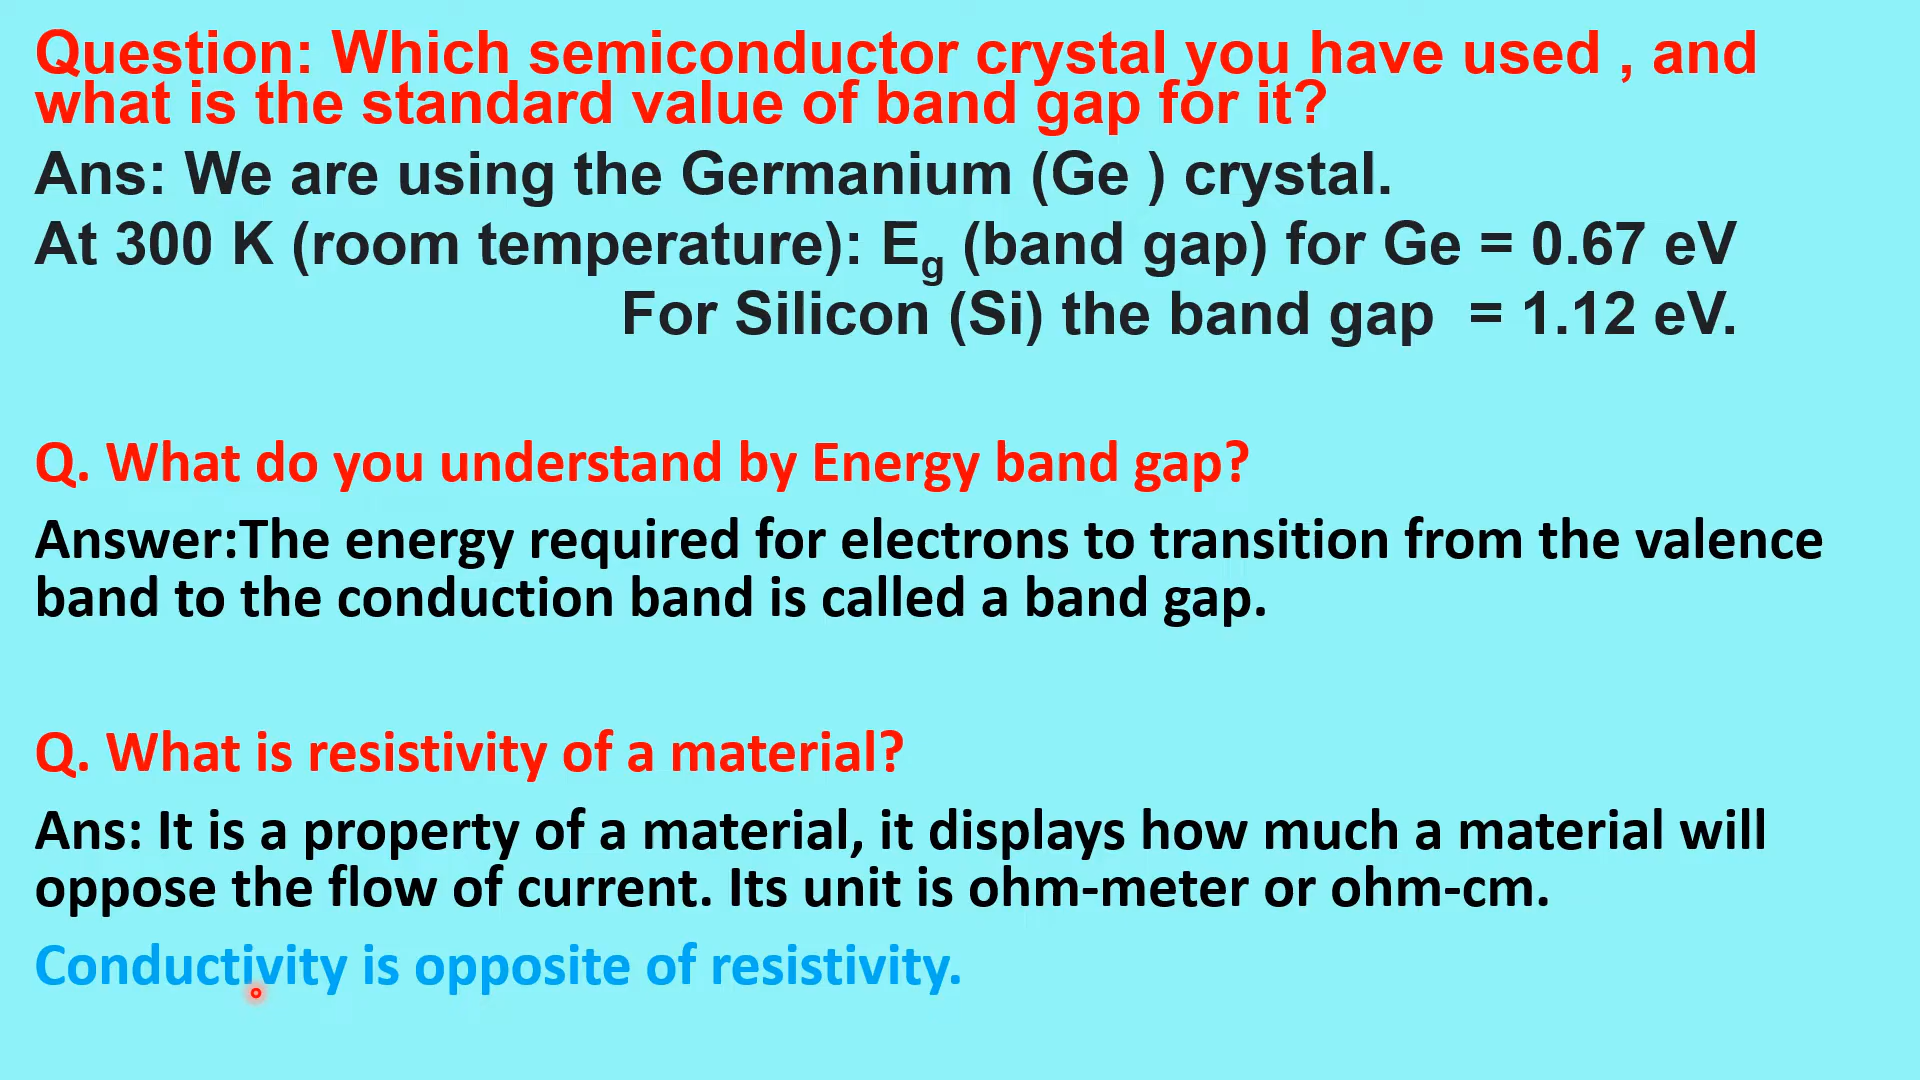 Question: Which semiconductor crystal you have used , and
what is the standard value of band gap for it?
Ans: We are using the Germanium (Ge ) crystal.
At 300 K (room temperature): Eg (band gap) for Ge = 0.67 eV
For Silicon (Si) the band gap  = 1.12 eV.
Q. What do you understand by Energy band gap?
Answer:The energy required for electrons to transition from the valence
band to the conduction band is called a band gap.
Q. What is resistivity of a material?
Ans: It is a property of a material, it displays how much a material will
oppose the flow of current. Its unit is ohm-meter or ohm-cm.
Conductivity is opposite of resistivity.